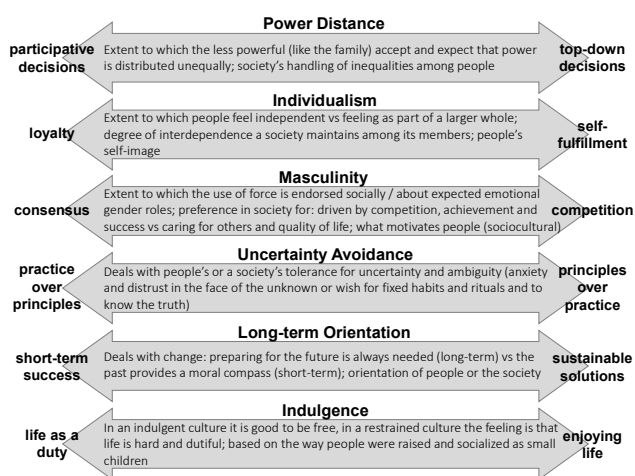 Power Distance
participative decisions
Extent to which the less powerful (like the family) accept and expect that power
is distributed unequally; society's handling of inequalities among people
top-down decisions
Individualism
loyalty
Extent to which people feel independent vs feeling as part of a larger whole;
degree of interdependence a society maintains among its members; people's
self-image
self-
fulfillment
Masculinity
consensus
Extent to which the use of force is endorsed socially / about expected emotional
gender roles; preference in society for: driven by competition, achievement and
success vs caring for others and quality of life; what motivates people (sociocultural)
competition
Uncertainty Avoidance
practice
over
principles
Deals with people's or a society's tolerance for uncertainty and ambiguity (anxiety
and distrust in the face of the unknown or wish for fixed habits and rituals and to
know the truth)
principles
over
practice
Long-term Orientation
short-term
success
Deals with change: preparing for the future is always needed (long-term) vs the
past provides a moral compass (short-term); orientation of people or the society
sustainable
solutions
Indulgence
life as a
duty
In an indulgent culture it is good to be free, in a restrained culture the feeling is that
life is hard and dutiful; based on the way people were raised and socialized as small
children
enjoying
life